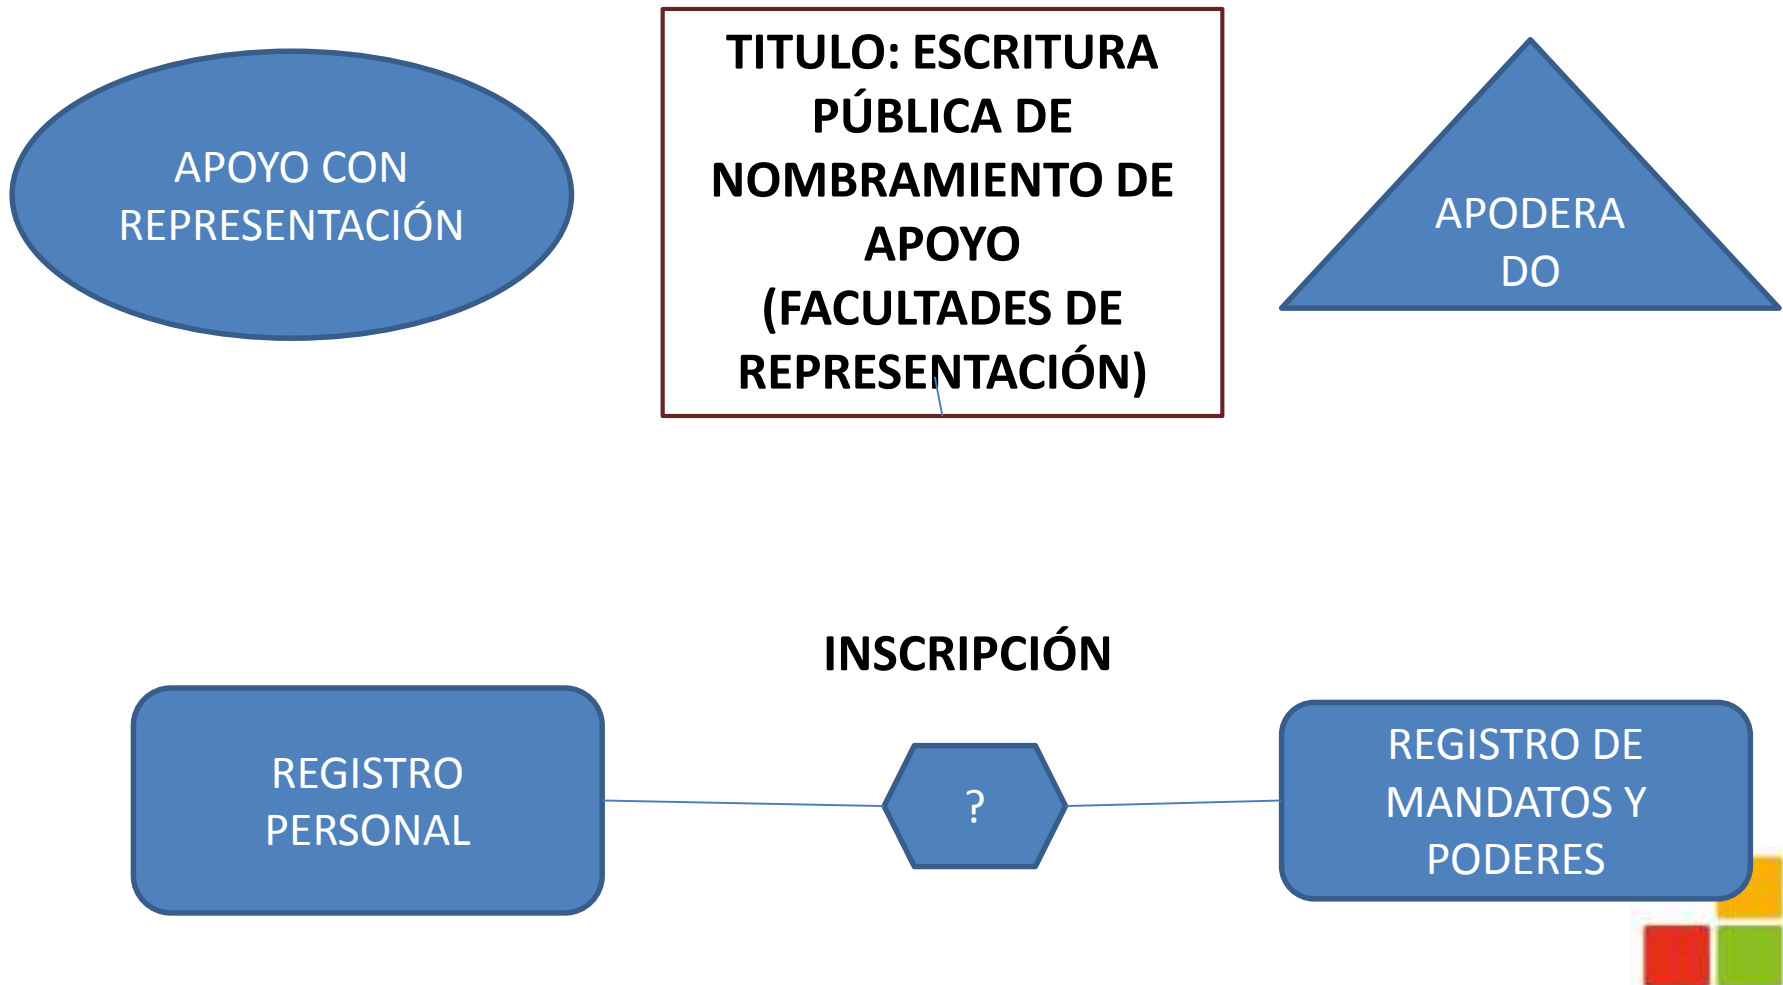 APOYO CON
REPRESENTACIÓN
TITULO: ESCRITURA
PÚBLICA DE
NOMBRAMIENTO DE
APOYO
(FACULTADES DE
REPRESENTACIÓN)
APODERA
DO
INSCRIPCIÓN
REGISTRO
PERSONAL
?
REGISTRO DE
MANDATOS Y
PODERES